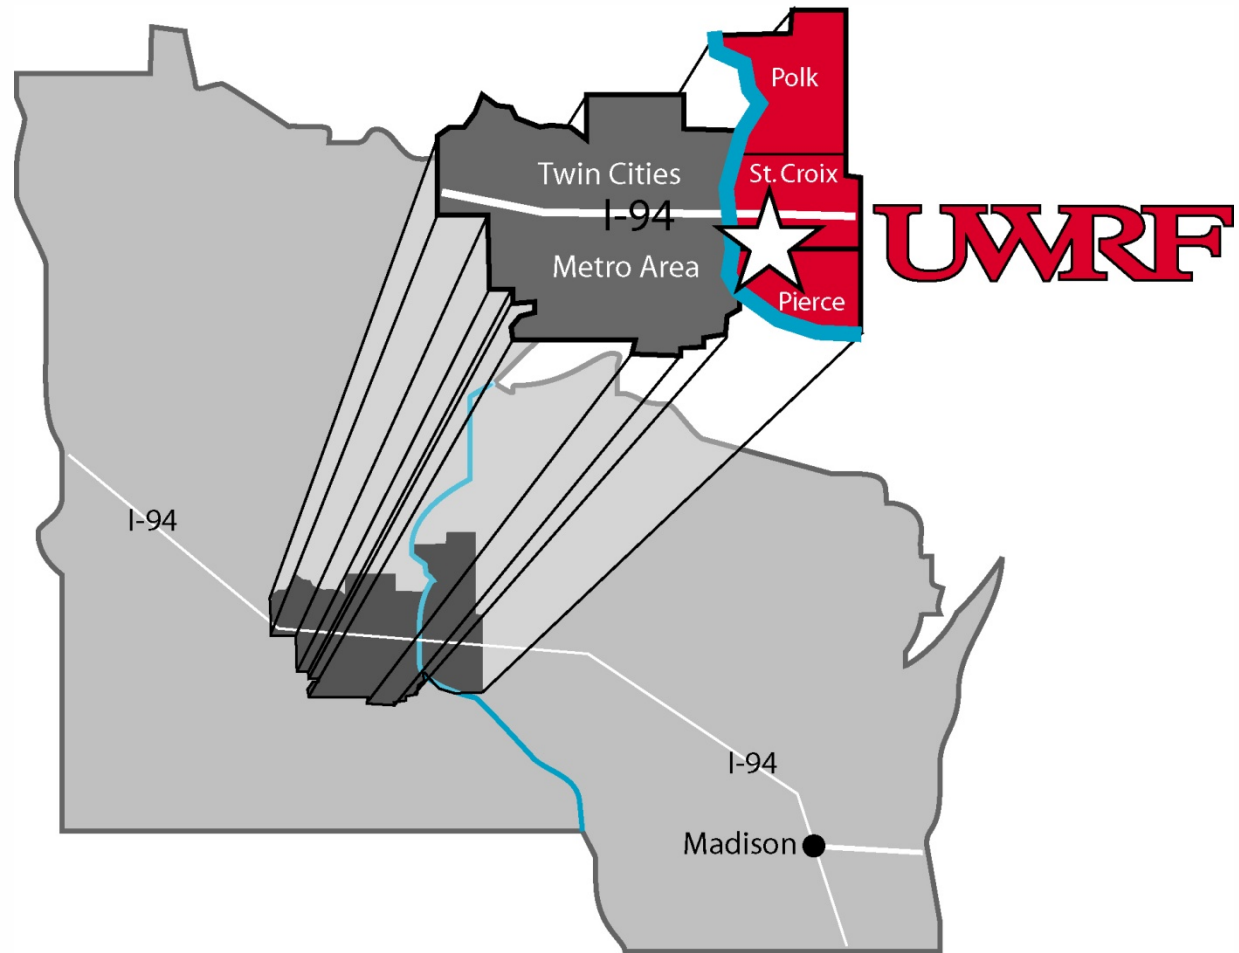 Polk
Twin Cities
St. Croix
I-94
UWRF
Metro Area
Pierce
I-94
I-94
Madison